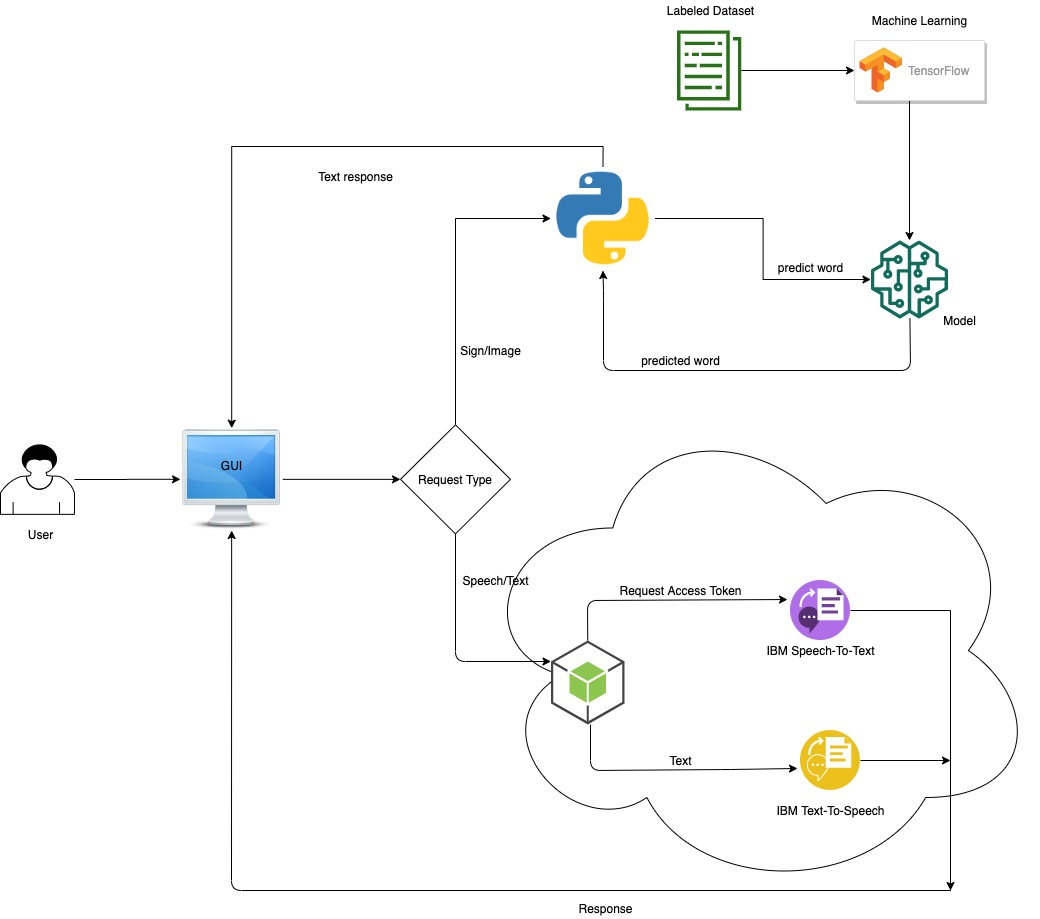 Labeled Dataset
Machine Learning
TensorFlow
Text response
predict word
Model
Sign/Image
predicted word
GUI
Request Type
User
Speech/Text
Request Access Token
IBM Speech-To-Text
Text
IBM Text-To-Speech
Response